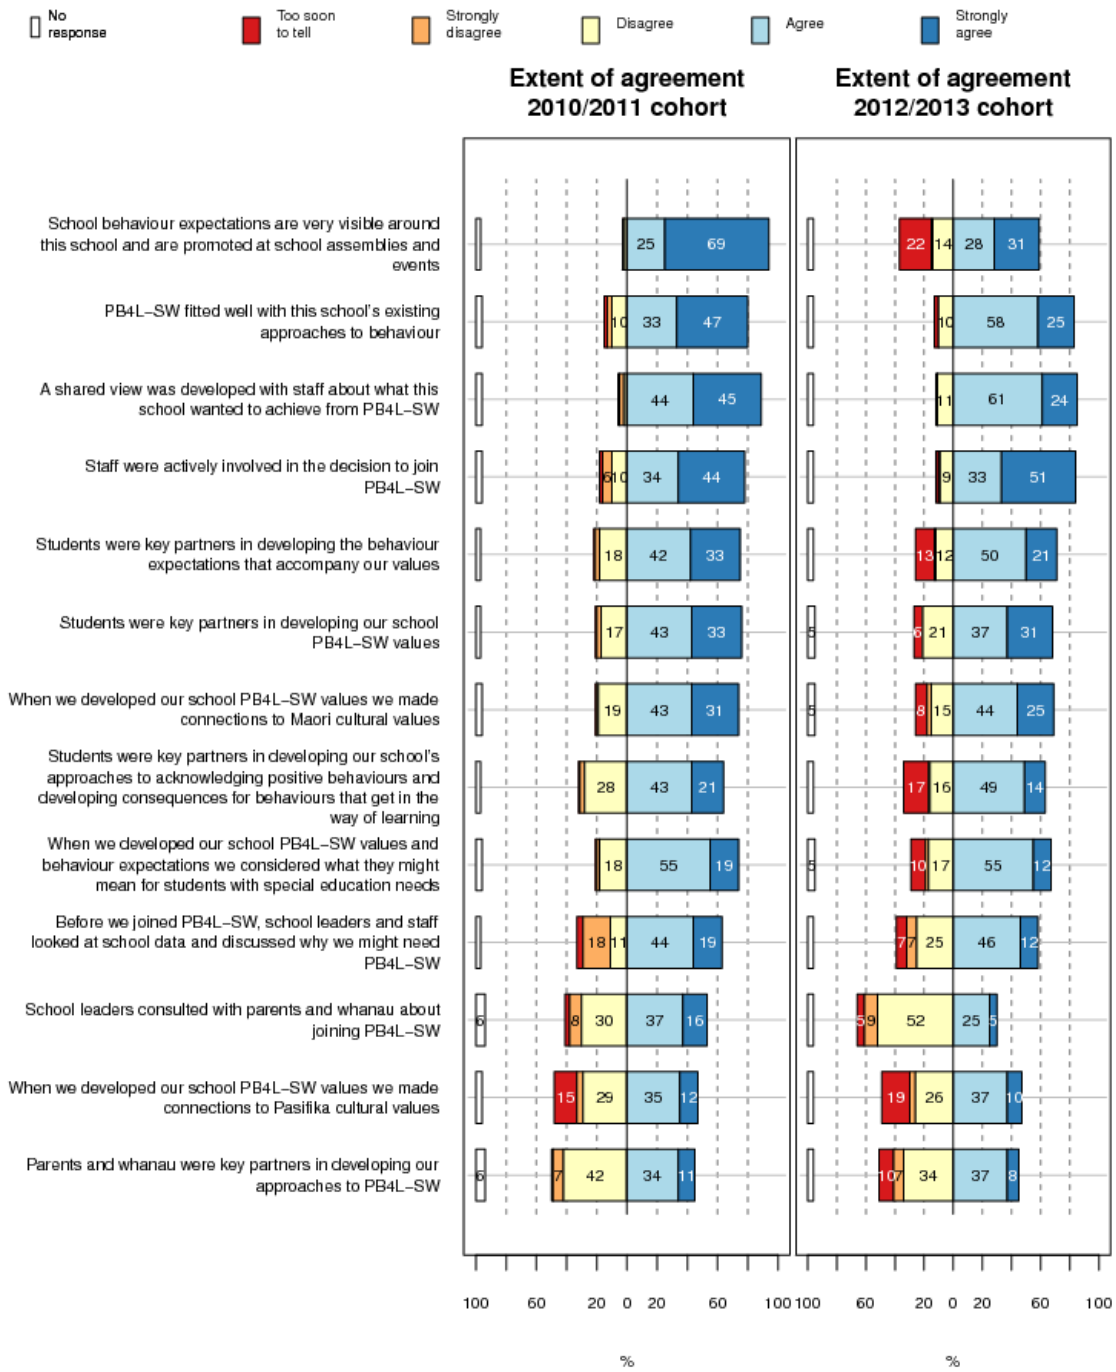 No response
Too soon to tell
Strongly disagree
Disagree
Agree
Strongly agree
Extent of agreement
2010/2011 cohort
Extent of agreement
2012/2013 cohort
School behaviour expectations are very visible around
this school and are promoted at school assemblies and
events
25 69
22 14 28 31
PB4L–SW fitted well with this school's existing
approaches to behaviour
10 33 47
10 58 25
A shared view was developed with staff about what this
school wanted to achieve from PB4L–SW
44 45
11 61 24
Staff were actively involved in the decision to join
PB4L–SW
6 10 34 44
9 33 51
Students were key partners in developing the behaviour
expectations that accompany our values
18 42 33
13 12 50 21
Students were key partners in developing our school
PB4L–SW values
17 43 33
5 6 21 37 31
When we developed our school PB4L–SW values we made
connections to Maori cultural values
19 43 31
5 8 15 44 25
Students were key partners in developing our school's
approaches to acknowledging positive behaviours and
developing consequences for behaviours that get in the
way of learning
28 43 21
17 16 49 14
When we developed our school PB4L–SW values and
behaviour expectations we considered what they might
mean for students with special education needs
18 55 19
5 10 17 55 12
Before we joined PB4L–SW, school leaders and staff
looked at school data and discussed why we might need
PB4L–SW
18 11 44 19
7 7 25 46 12
School leaders consulted with parents and whanau about
joining PB4L–SW
6 8 30 37 16
5 9 52 25 5
When we developed our school PB4L–SW values we made
connections to Pasifika cultural values
15 29 35 12
19 26 37 10
Parents and whanau were key partners in developing our
approaches to PB4L–SW
6 7 42 34 11
10 7 34 37 8
100 60 20 0 20 60 100
100 60 20 0 20 60 100
%
%